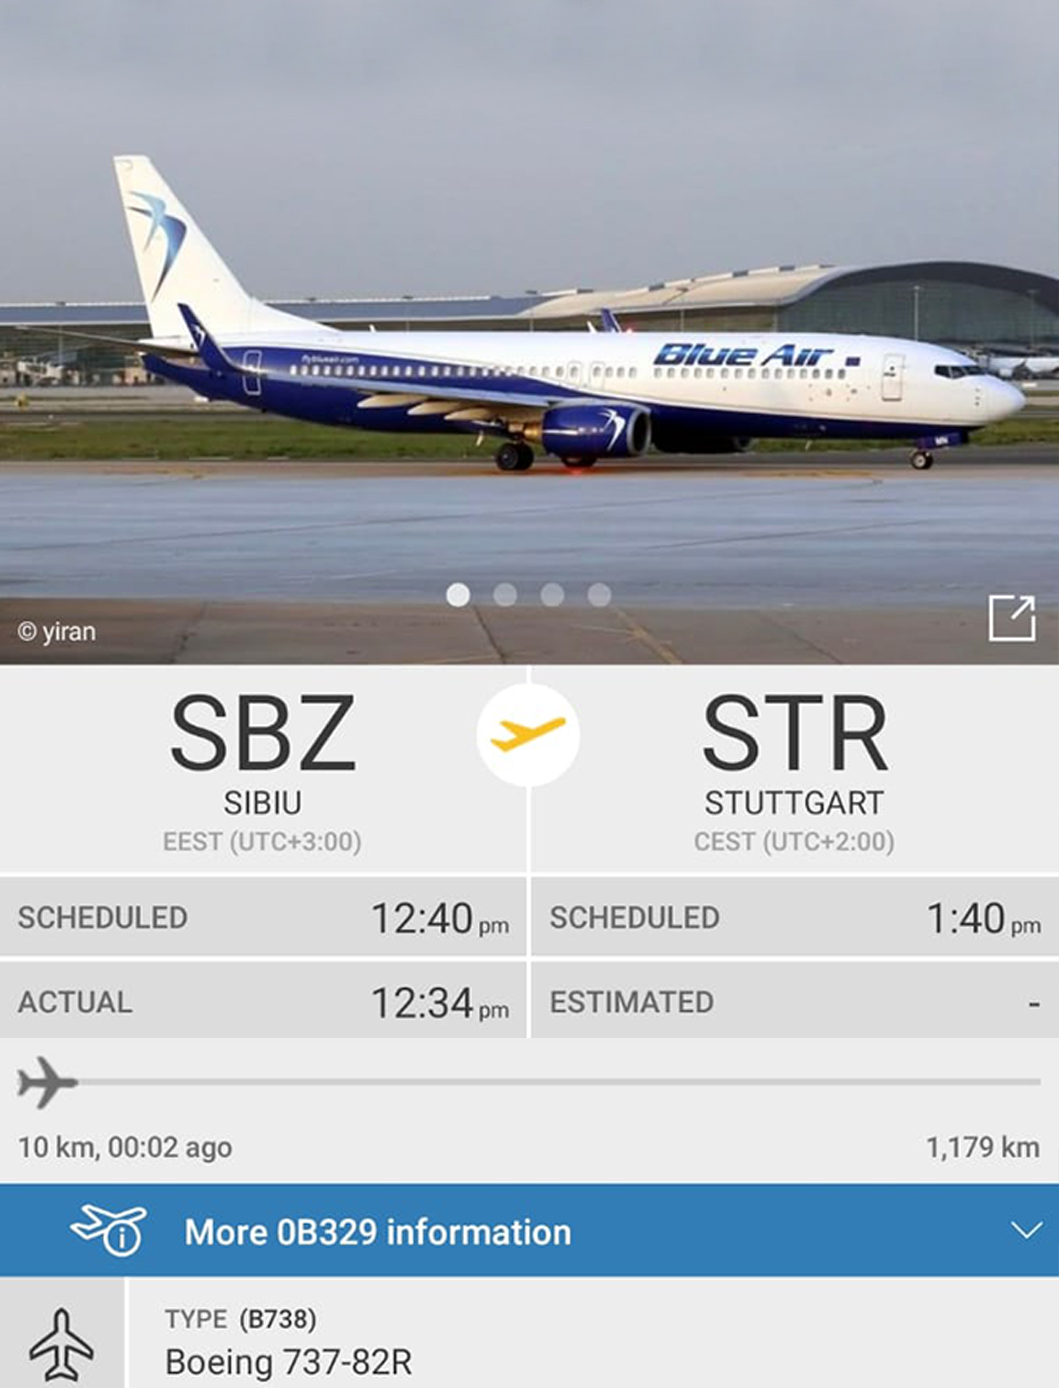 flyblueair.com
Blue Air
MN
© yiran
SBZ
SIBIU
EEST (UTC+3:00)
STR
STUTTGART
CEST (UTC+2:00)
SCHEDULED 12:40 pm
SCHEDULED 1:40 pm
ACTUAL 12:34 pm
ESTIMATED -
10 km, 00:02 ago
1,179 km
More 0B329 information
TYPE (B738)
Boeing 737-82R